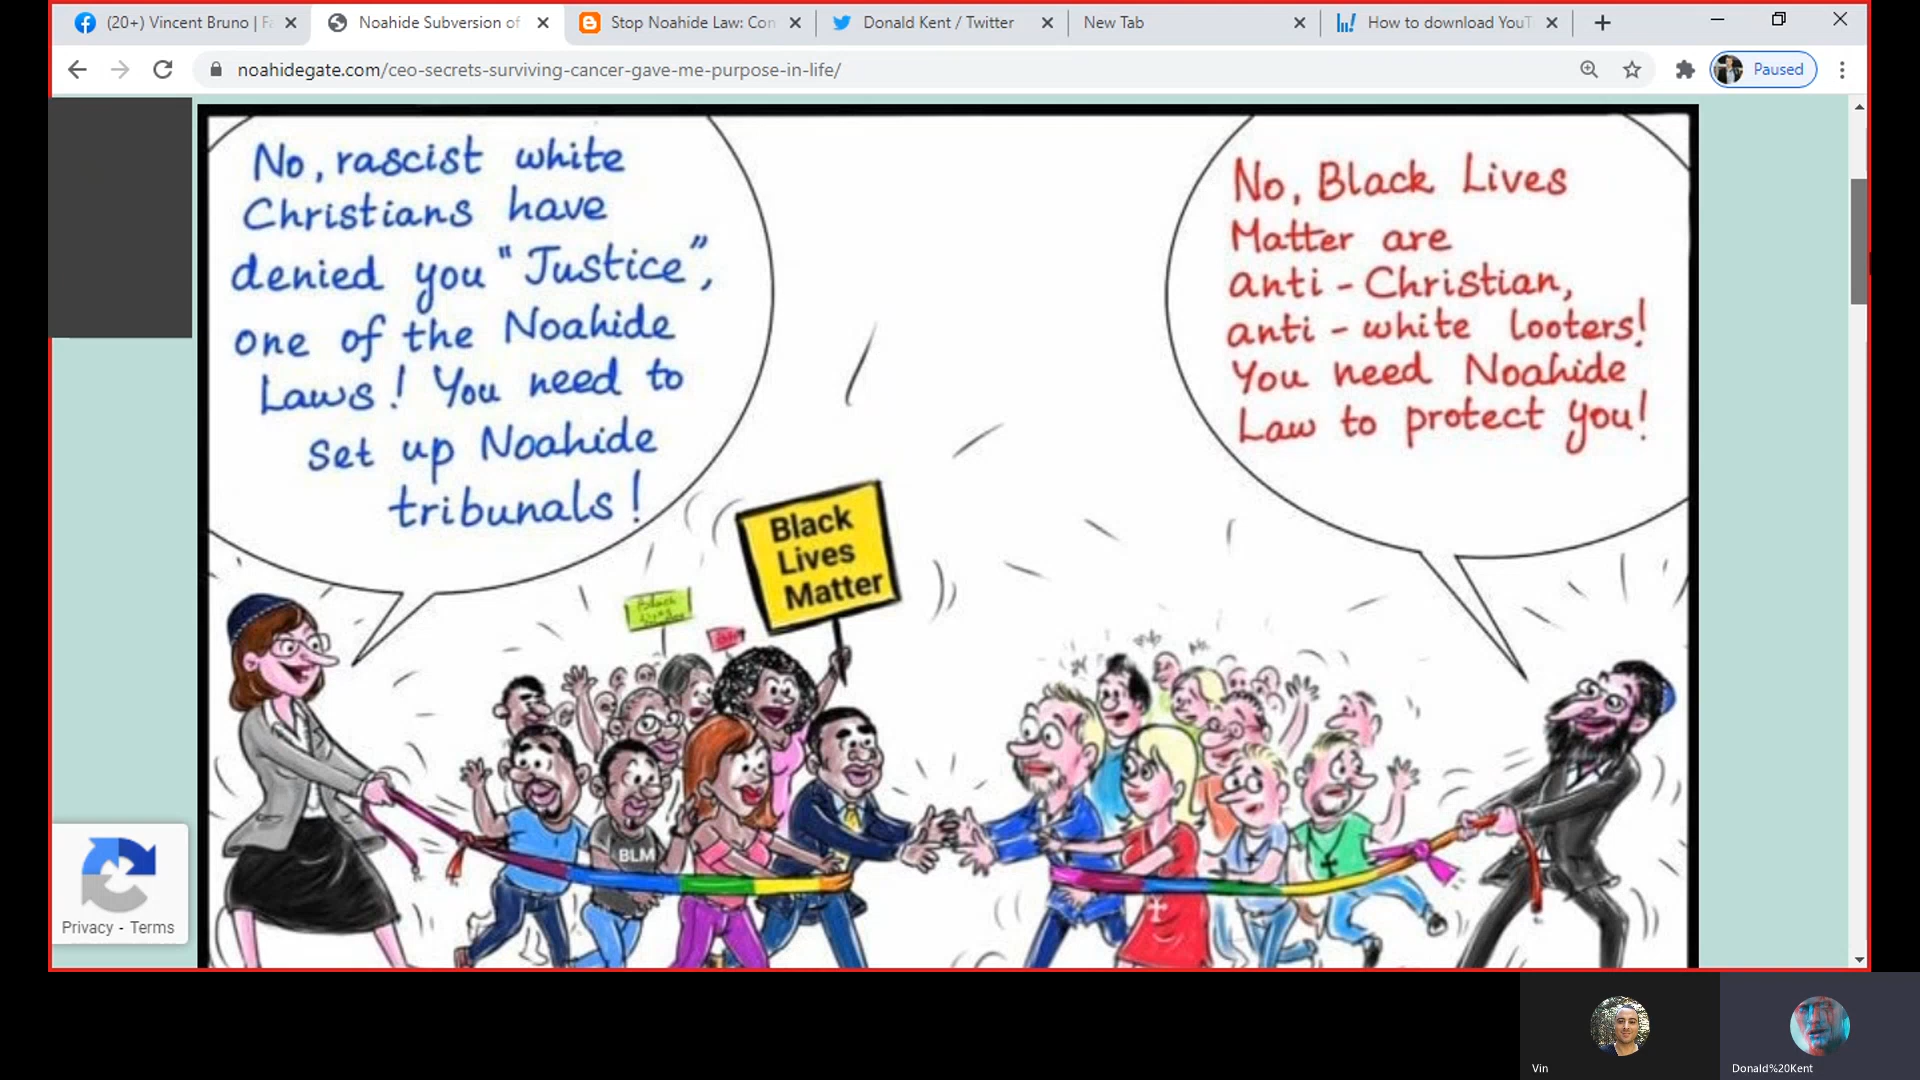 (20+) Vincent Bruno | F
Noahide Subversion of
Stop Noahide Law: Con
Donald Kent / Twitter
New Tab
How to download YouT
noahidegate.com/ceo-secrets-surviving-cancer-gave-me-purpose-in-life/
Paused
No, rascist white
Christians have
denied you "Justice",
one of the Noahide
Laws! You need to
set up Noahide
tribunals!
No, Black Lives
Matter are
anti-Christian,
anti-white looters!
You need Noahide
Law to protect you!
Black
Lives
Matter
Black
BLM
Privacy - Terms
Vin
Donald%20Kent